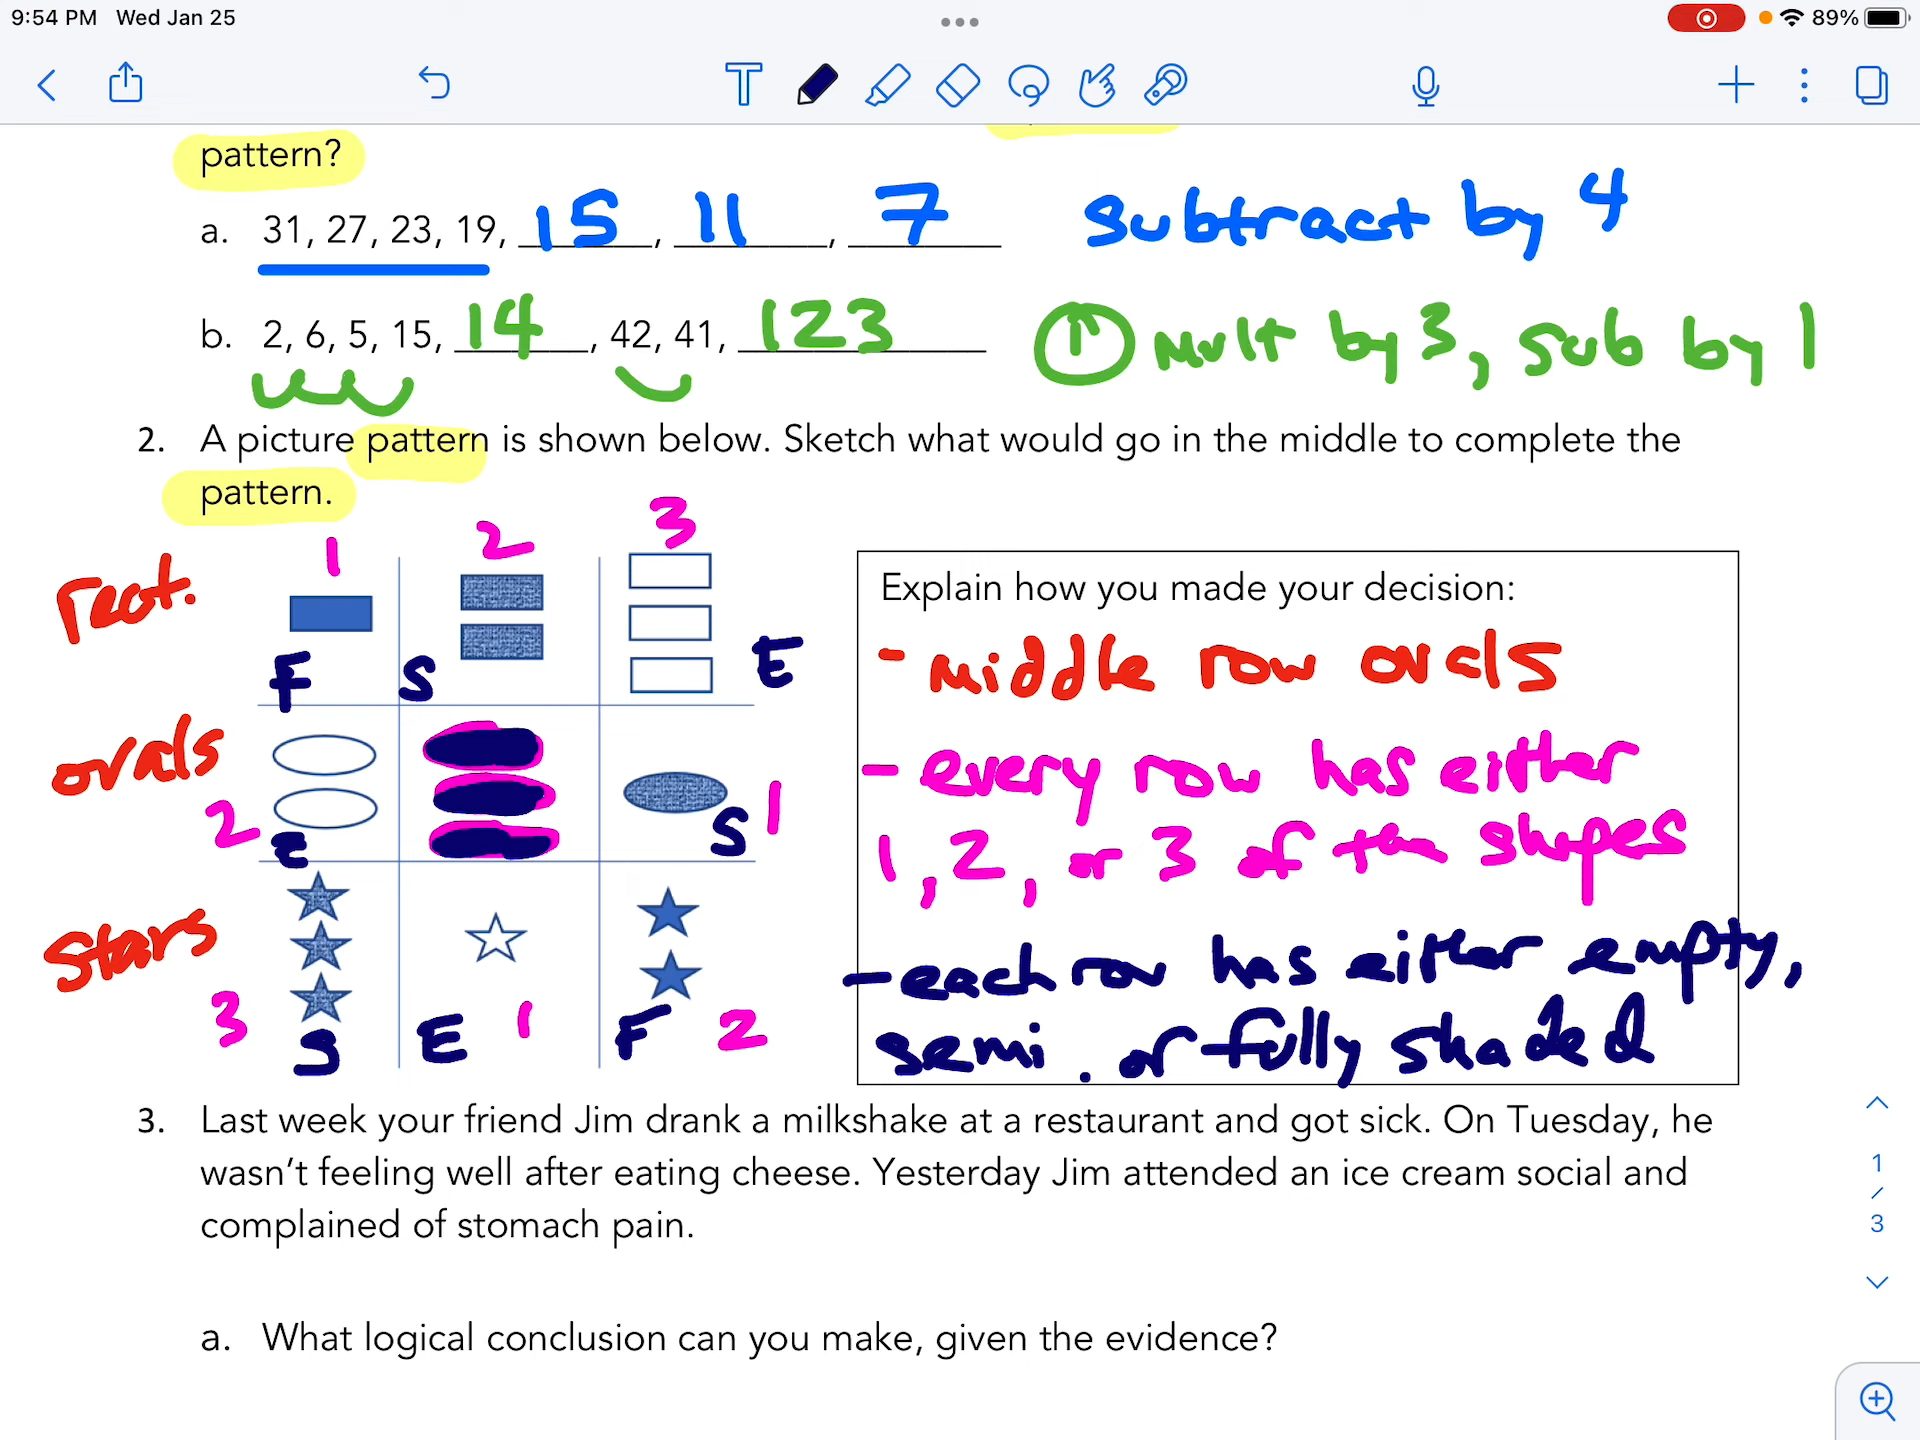 9:54 PM Wed Jan 25
89%
pattern?
a. 31, 27, 23, 19, 15, 11, 7 subtract by 4
b. 2, 6, 5, 15, 14, 42, 41, 123 ↑ Mult by 3, sub by 1
2. A picture pattern is shown below. Sketch what would go in the middle to complete the
pattern.
1 2 3
rect.
F S E
ovals
2 E S 1
stars
3 S E 1 F 2
Explain how you made your decision:
- Middle row ovals
- every row has either
1, 2, or 3 of the shapes
- each row has either empty,
semi. or fully shaded
3. Last week your friend Jim drank a milkshake at a restaurant and got sick. On Tuesday, he
wasn't feeling well after eating cheese. Yesterday Jim attended an ice cream social and
complained of stomach pain.
a. What logical conclusion can you make, given the evidence?
1
/
3